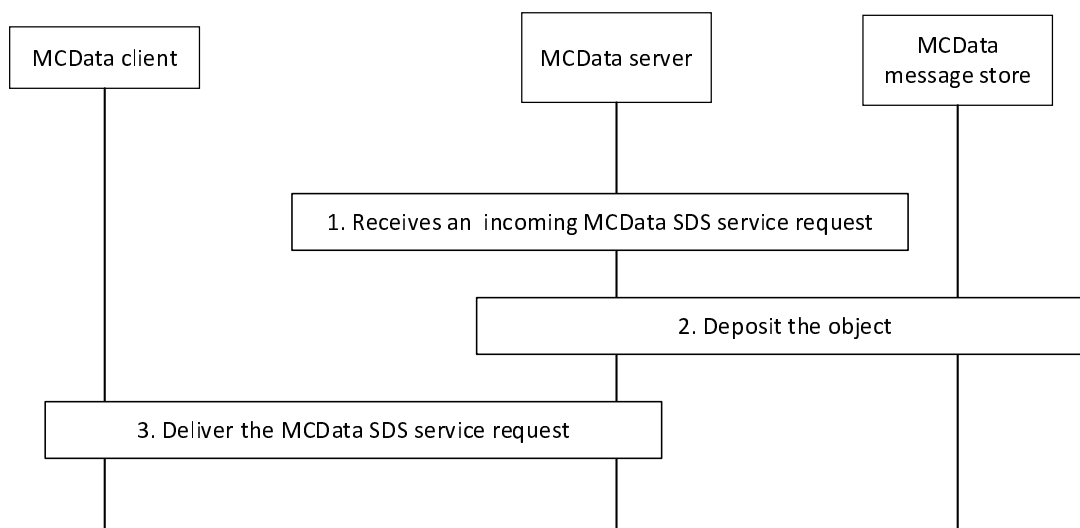 MCData client
MCData server
MCData
message store
1. Receives an  incoming MCData SDS service request
2. Deposit the object
3. Deliver the MCData SDS service request